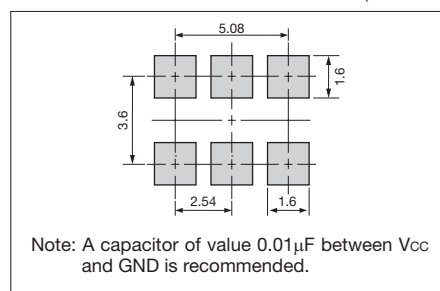 5.08
1.6
3.6
2.54
1.6
Note: A capacitor of value 0.01μF between VCC
and GND is recommended.